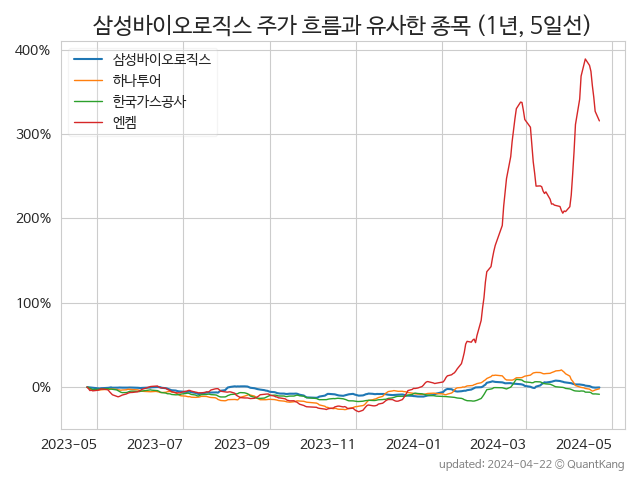 삼성바이오로직스 주가 흐름과 유사한 종목 (1년, 5일선)
400%
300%
200%
100%
0%
삼성바이오로직스
하나투어
한국가스공사
엔켐
2023-05 2023-07 2023-09 2023-11 2024-01 2024-03 2024-05
updated: 2024-04-22 © QuantKang